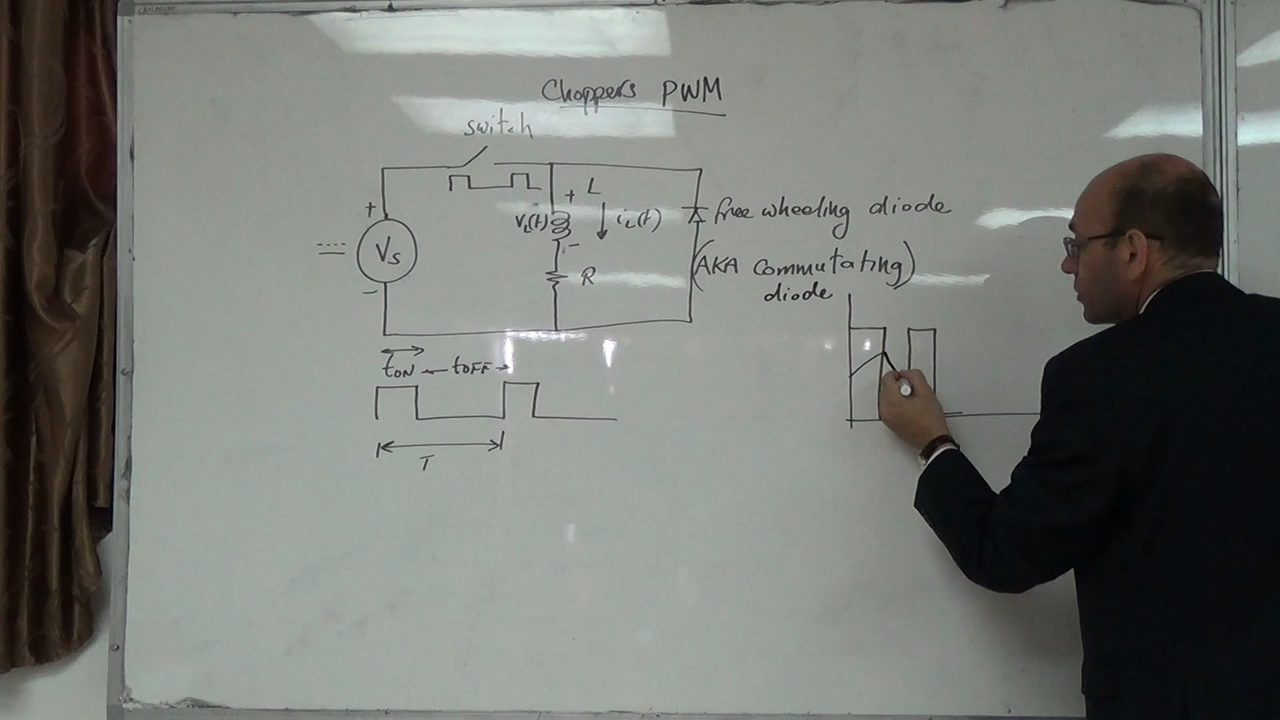 Choppers PWM
switch
+
+ L
VL(t) iL(t)
free wheeling diode
Vs
-
R
(AKA commutating)
diode
-
tON toFF
T